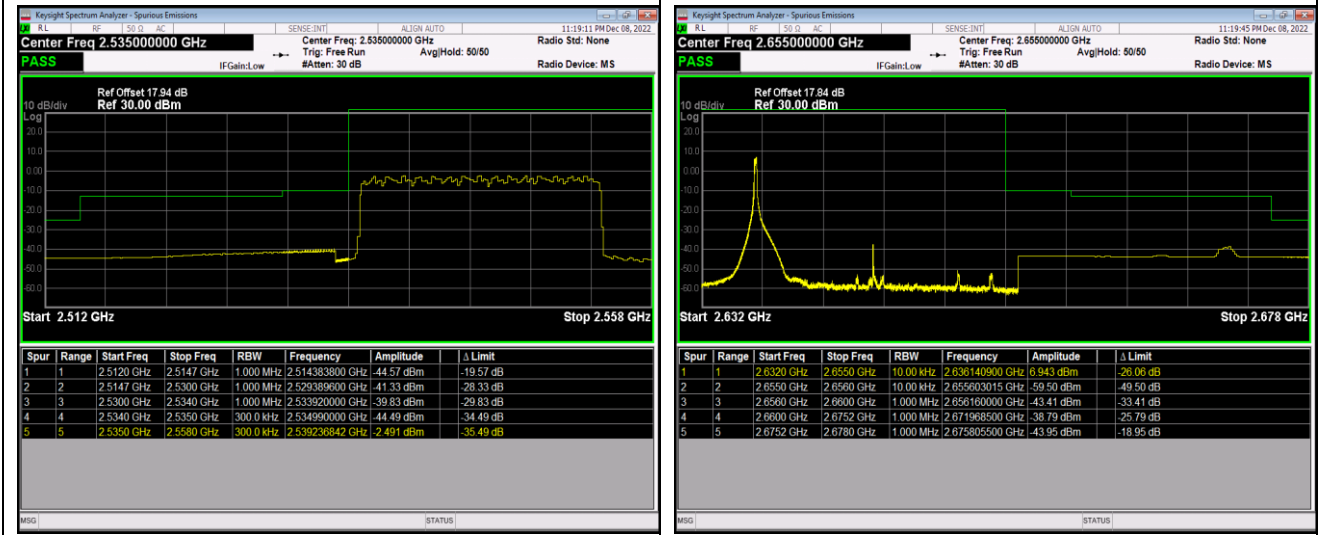 Keysight Spectrum Analyzer - Spurious Emissions
RL RF 50 Ω AC SENSE:INT ALIGN AUTO 11:19:11 PM Dec 08, 2022
Center Freq 2.535000000 GHz Center Freq: 2.535000000 GHz Radio Std: None
Trig: Free Run Avg|Hold: 50/50
PASS IFGain:Low #Atten: 30 dB Radio Device: MS
Ref Offset 17.94 dB
10 dB/div Ref 30.00 dBm
Log
20.0
10.0
0.00
-10.0
-20.0
-30.0
-40.0
-50.0
-60.0
Start 2.512 GHz Stop 2.558 GHz
Spur Range Start Freq Stop Freq RBW Frequency Amplitude Δ Limit
1 1 2.5120 GHz 2.5147 GHz 1.000 MHz 2.514383800 GHz -44.57 dBm -19.57 dB
2 2 2.5147 GHz 2.5300 GHz 1.000 MHz 2.529389600 GHz -41.33 dBm -28.33 dB
3 3 2.5300 GHz 2.5340 GHz 1.000 MHz 2.533920000 GHz -39.83 dBm -29.83 dB
4 4 2.5340 GHz 2.5350 GHz 300.0 kHz 2.534990000 GHz -44.49 dBm -34.49 dB
5 5 2.5350 GHz 2.5580 GHz 300.0 kHz 2.539236842 GHz -2.491 dBm -35.49 dB
MSG STATUS
Keysight Spectrum Analyzer - Spurious Emissions
RL RF 50 Ω AC SENSE:INT ALIGN AUTO 11:19:45 PM Dec 08, 2022
Center Freq 2.655000000 GHz Center Freq: 2.655000000 GHz Radio Std: None
Trig: Free Run Avg|Hold: 50/50
PASS IFGain:Low #Atten: 30 dB Radio Device: MS
Ref Offset 17.84 dB
10 dB/div Ref 30.00 dBm
Log
20.0
10.0
0.00
-10.0
-20.0
-30.0
-40.0
-50.0
-60.0
Start 2.632 GHz Stop 2.678 GHz
Spur Range Start Freq Stop Freq RBW Frequency Amplitude Δ Limit
1 1 2.6320 GHz 2.6550 GHz 10.00 kHz 2.636140900 GHz 6.943 dBm -26.06 dB
2 2 2.6550 GHz 2.6560 GHz 10.00 kHz 2.655603015 GHz -59.50 dBm -49.50 dB
3 3 2.6560 GHz 2.6600 GHz 1.000 MHz 2.656160000 GHz -43.41 dBm -33.41 dB
4 4 2.6600 GHz 2.6752 GHz 1.000 MHz 2.671968500 GHz -38.79 dBm -25.79 dB
5 5 2.6752 GHz 2.6780 GHz 1.000 MHz 2.675805500 GHz -43.95 dBm -18.95 dB
MSG STATUS